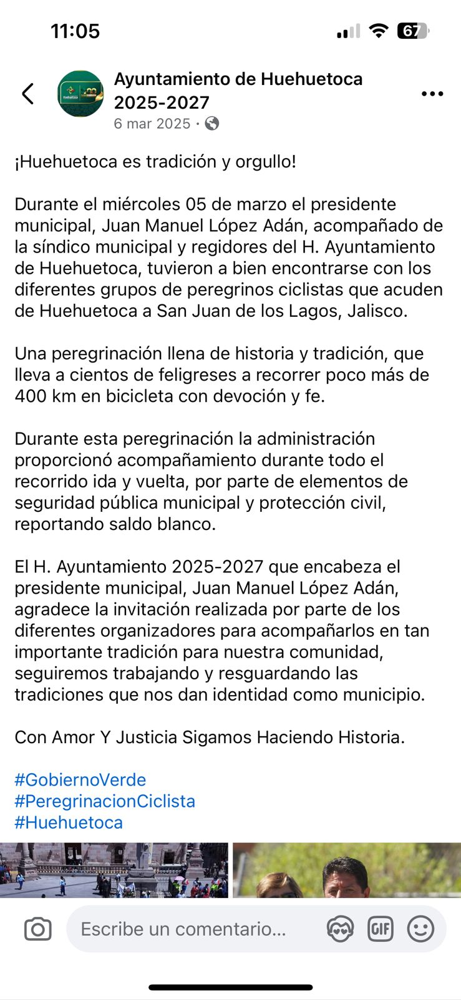 11:05
67
Ayuntamiento de Huehuetoca
2025-2027
6 mar 2025 ·
¡Huehuetoca es tradición y orgullo!
Durante el miércoles 05 de marzo el presidente
municipal, Juan Manuel López Adán, acompañado de
la síndico municipal y regidores del H. Ayuntamiento
de Huehuetoca, tuvieron a bien encontrarse con los
diferentes grupos de peregrinos ciclistas que acuden
de Huehuetoca a San Juan de los Lagos, Jalisco.
Una peregrinación llena de historia y tradición, que
lleva a cientos de feligreses a recorrer poco más de
400 km en bicicleta con devoción y fe.
Durante esta peregrinación la administración
proporcionó acompañamiento durante todo el
recorrido ida y vuelta, por parte de elementos de
seguridad pública municipal y protección civil,
reportando saldo blanco.
El H. Ayuntamiento 2025-2027 que encabeza el
presidente municipal, Juan Manuel López Adán,
agradece la invitación realizada por parte de los
diferentes organizadores para acompañarlos en tan
importante tradición para nuestra comunidad,
seguiremos trabajando y resguardando las
tradiciones que nos dan identidad como municipio.
Con Amor Y Justicia Sigamos Haciendo Historia.
#GobiernoVerde
#PeregrinacionCiclista
#Huehuetoca
Escribe un comentario...
GIF